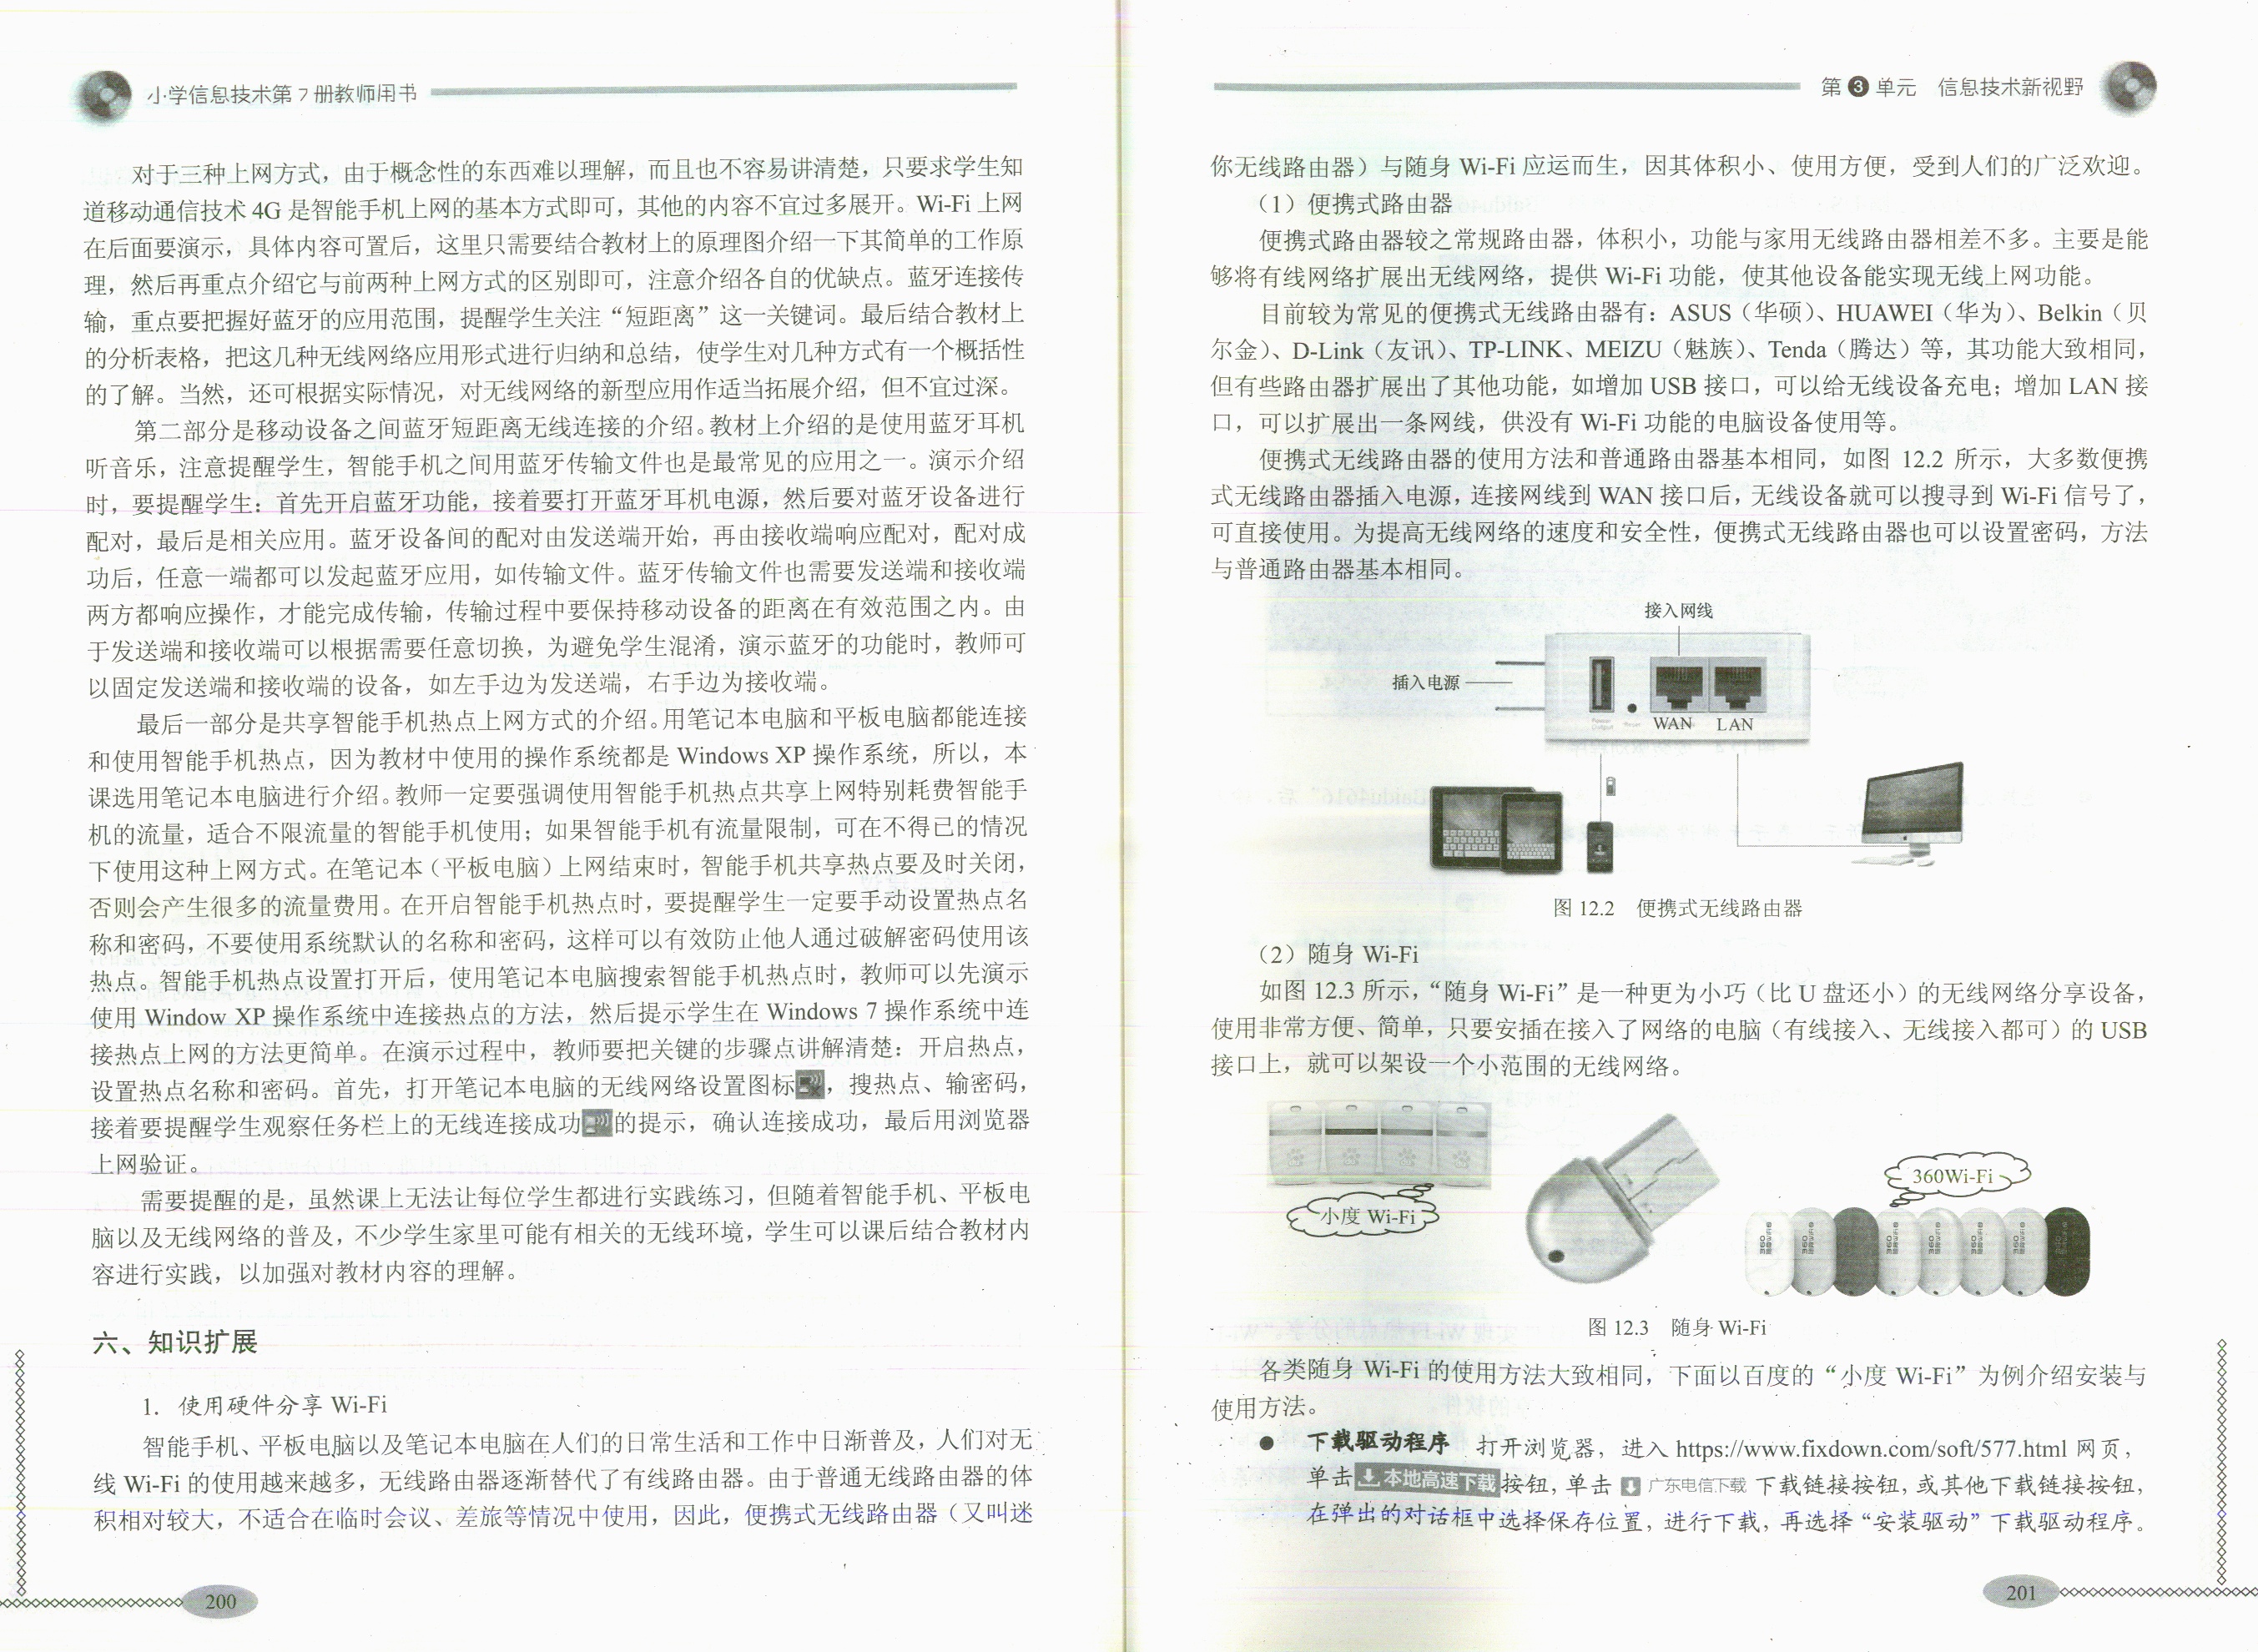 小学信息技术第7册教师用书
对于三种上网方式，由于概念性的东西难以理解，而且也不容易讲清楚，只要求学生知
道移动通信技术 4G 是智能手机上网的基本方式即可，其他的内容不宜过多展开。Wi-Fi 上网
在后面要演示，具体内容可置后，这里只需要结合教材上的原理图介绍一下其简单的工作原
理，然后再重点介绍它与前两种上网方式的区别即可，注意介绍各自的优缺点。蓝牙连接传
输，重点要把握好蓝牙的应用范围，提醒学生关注“短距离”这一关键词。最后结合教材上
的分析表格，把这几种无线网络应用形式进行归纳和总结，使学生对几种方式有一个概括性
的了解。当然，还可根据实际情况，对无线网络的新型应用作适当拓展介绍，但不宜过深。
第二部分是移动设备之间蓝牙短距离无线连接的介绍。教材上介绍的是使用蓝牙耳机
听音乐，注意提醒学生，智能手机之间用蓝牙传输文件也是最常见的应用之一。演示介绍
时，要提醒学生：首先开启蓝牙功能，接着要打开蓝牙耳机电源，然后要对蓝牙设备进行
配对，最后是相关应用。蓝牙设备间的配对由发送端开始，再由接收端响应配对，配对成
功后，任意一端都可以发起蓝牙应用，如传输文件。蓝牙传输文件也需要发送端和接收端
两方都响应操作，才能完成传输，传输过程中要保持移动设备的距离在有效范围之内。由
于发送端和接收端可以根据需要任意切换，为避免学生混淆，演示蓝牙的功能时，教师可
以固定发送端和接收端的设备，如左手边为发送端，右手边为接收端。
最后一部分是共享智能手机热点上网方式的介绍。用笔记本电脑和平板电脑都能连接
和使用智能手机热点，因为教材中使用的操作系统都是 Windows XP 操作系统，所以，本
课选用笔记本电脑进行介绍。教师一定要强调使用智能手机热点共享上网特别耗费智能手
机的流量，适合不限流量的智能手机使用；如果智能手机有流量限制，可在不得已的情况
下使用这种上网方式。在笔记本（平板电脑）上网结束时，智能手机共享热点要及时关闭，
否则会产生很多的流量费用。在开启智能手机热点时，要提醒学生一定要手动设置热点名
称和密码，不要使用系统默认的名称和密码，这样可以有效防止他人通过破解密码使用该
热点。智能手机热点设置打开后，使用笔记本电脑搜索智能手机热点时，教师可以先演示
使用 Window XP 操作系统中连接热点的方法，然后提示学生在 Windows 7 操作系统中连
接热点上网的方法更简单。在演示过程中，教师要把关键的步骤点讲解清楚：开启热点，
设置热点名称和密码。首先，打开笔记本电脑的无线网络设置图标，搜热点、输密码，
接着要提醒学生观察任务栏上的无线连接成功的提示，确认连接成功，最后用浏览器
上网验证。
需要提醒的是，虽然课上无法让每位学生都进行实践练习，但随着智能手机、平板电
脑以及无线网络的普及，不少学生家里可能有相关的无线环境，学生可以课后结合教材内
容进行实践，以加强对教材内容的理解。
六、知识扩展
1. 使用硬件分享 Wi-Fi
智能手机、平板电脑以及笔记本电脑在人们的日常生活和工作中日渐普及，人们对无
线 Wi-Fi 的使用越来越多，无线路由器逐渐替代了有线路由器。由于普通无线路由器的体
积相对较大，不适合在临时会议、差旅等情况中使用，因此，便携式无线路由器（又叫迷
200
第3单元 信息技术新视野
你无线路由器）与随身 Wi-Fi 应运而生，因其体积小、使用方便，受到人们的广泛欢迎。
（1）便携式路由器
便携式路由器较之常规路由器，体积小，功能与家用无线路由器相差不多。主要是能
够将有线网络扩展出无线网络，提供 Wi-Fi 功能，使其他设备能实现无线上网功能。
目前较为常见的便携式无线路由器有：ASUS（华硕）、HUAWEI（华为）、Belkin（贝
尔金）、D-Link（友讯）、TP-LINK、MEIZU（魅族）、Tenda（腾达）等，其功能大致相同，
但有些路由器扩展出了其他功能，如增加 USB 接口，可以给无线设备充电；增加 LAN 接
口，可以扩展出一条网线，供没有 Wi-Fi 功能的电脑设备使用等。
便携式无线路由器的使用方法和普通路由器基本相同，如图 12.2 所示，大多数便携
式无线路由器插入电源，连接网线到 WAN 接口后，无线设备就可以搜寻到 Wi-Fi 信号了，
可直接使用。为提高无线网络的速度和安全性，便携式无线路由器也可以设置密码，方法
与普通路由器基本相同。
接入网线
插入电源
Power Output
Reset
WAN LAN
图 12.2 便携式无线路由器
（2）随身 Wi-Fi
如图 12.3 所示，“随身 Wi-Fi”是一种更为小巧（比 U 盘还小）的无线网络分享设备，
使用非常方便、简单，只要安插在接入了网络的电脑（有线接入、无线接入都可）的 USB
接口上，就可以架设一个小范围的无线网络。
小度 Wi-Fi
360Wi-Fi
图 12.3 随身 Wi-Fi
各类随身 Wi-Fi 的使用方法大致相同，下面以百度的“小度 Wi-Fi”为例介绍安装与
使用方法。
● 下载驱动程序 打开浏览器，进入 https://www.fixdown.com/soft/577.html 网页，
单击 本地高速下载 按钮，单击 广东电信下载 下载链接按钮，或其他下载链接按钮，
在弹出的对话框中选择保存位置，进行下载，再选择“安装驱动”下载驱动程序。
201